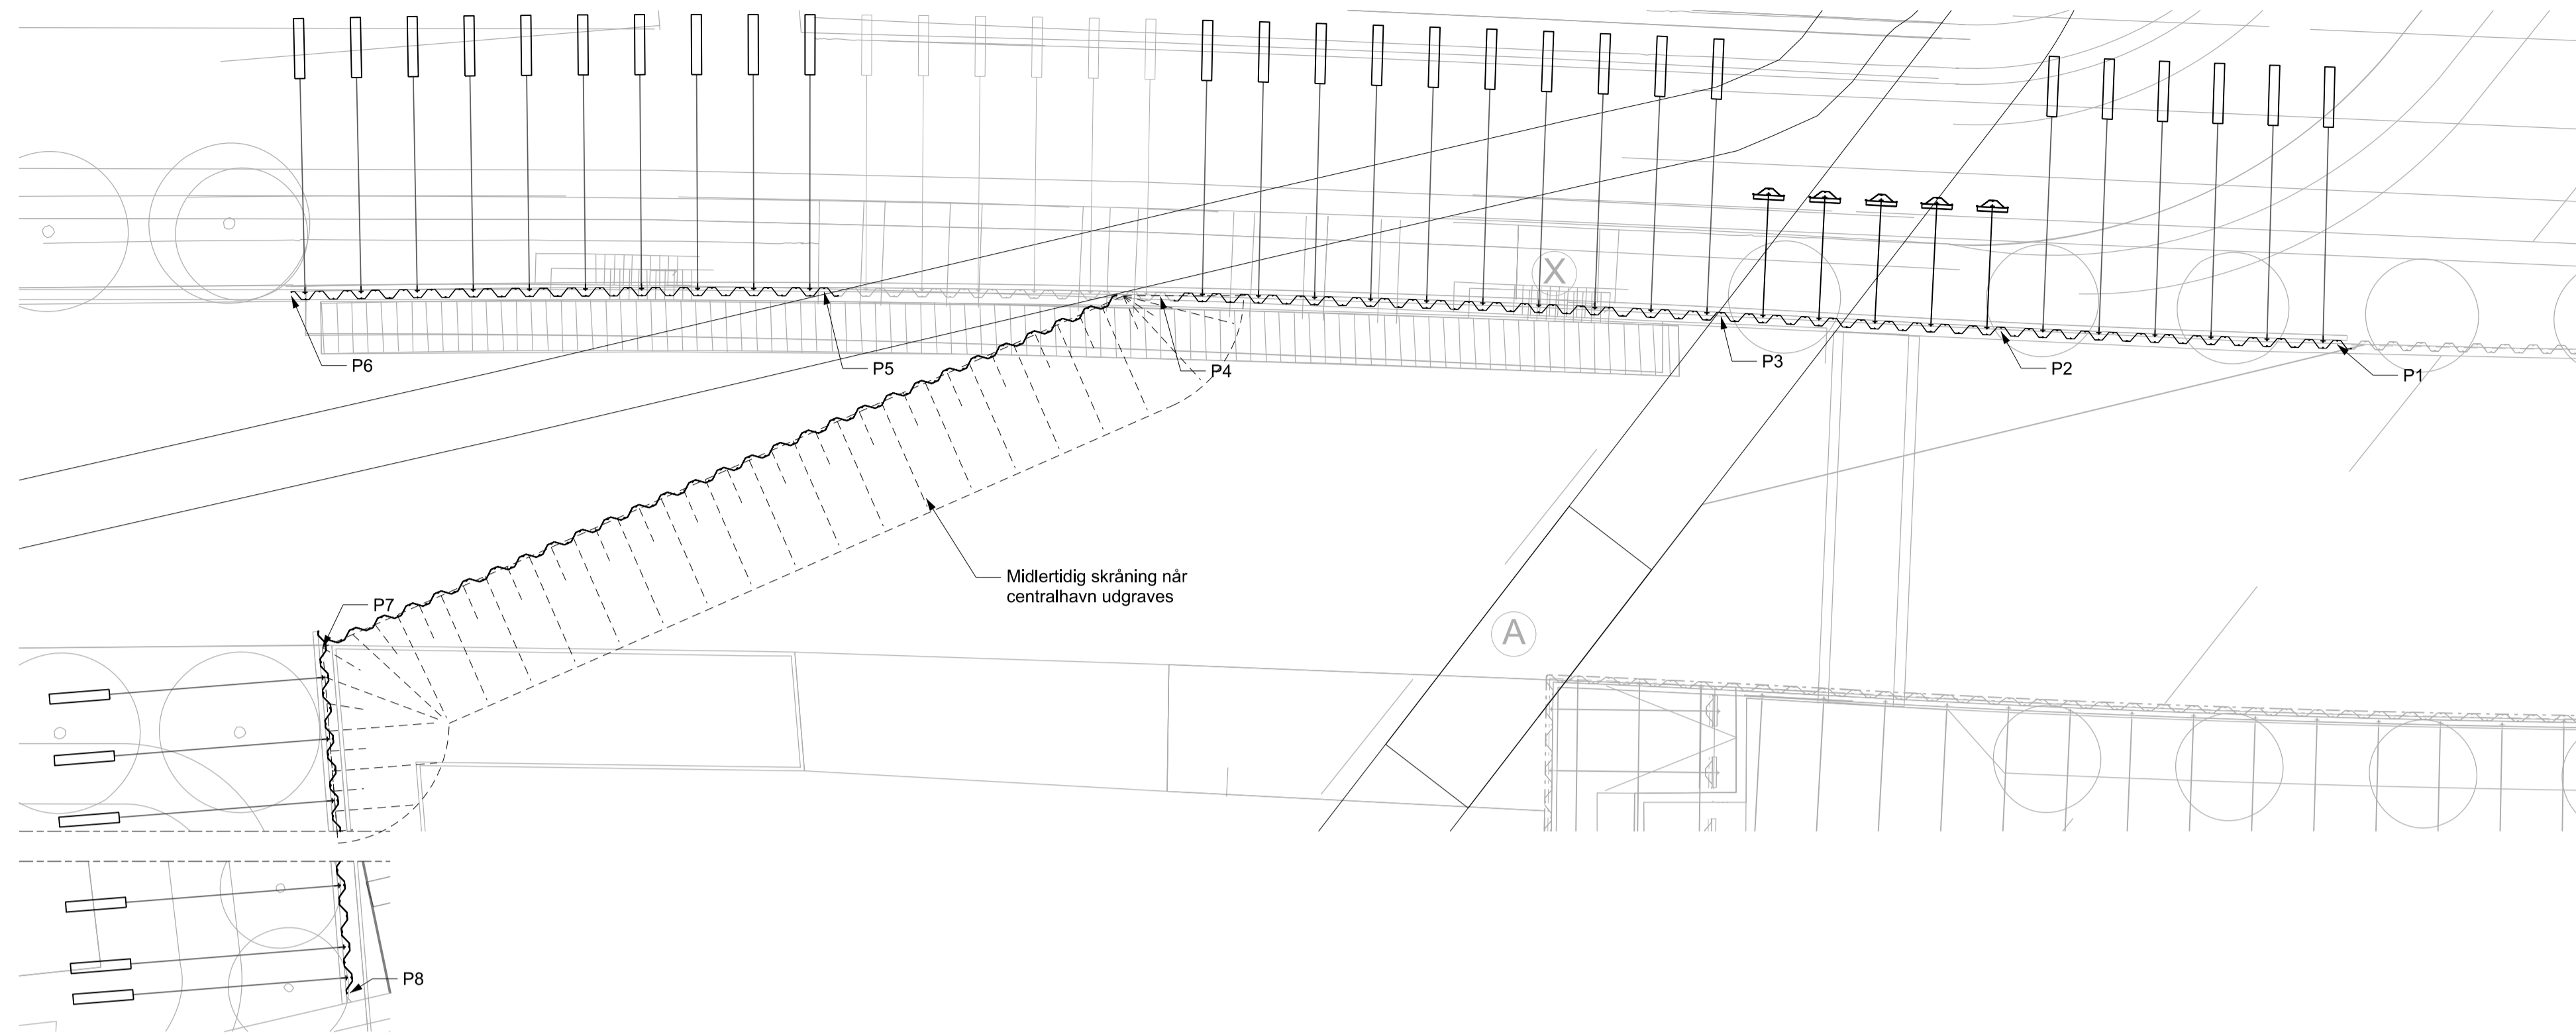 X
P6
P5
P4
P3
P2
P1
Midlertidig skråning når
centralhavn udgraves
P7
A
P8